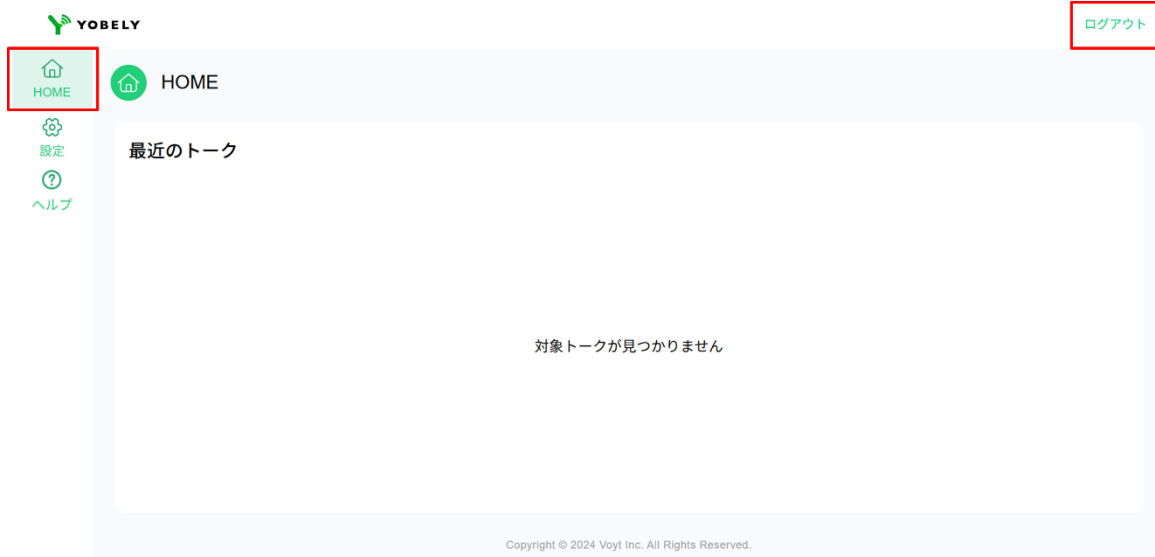 YOBELY
ログアウト
HOME
設定
ヘルプ
HOME
最近のトーク
対象トークが見つかりません
Copyright © 2024 Voyt Inc. All Rights Reserved.